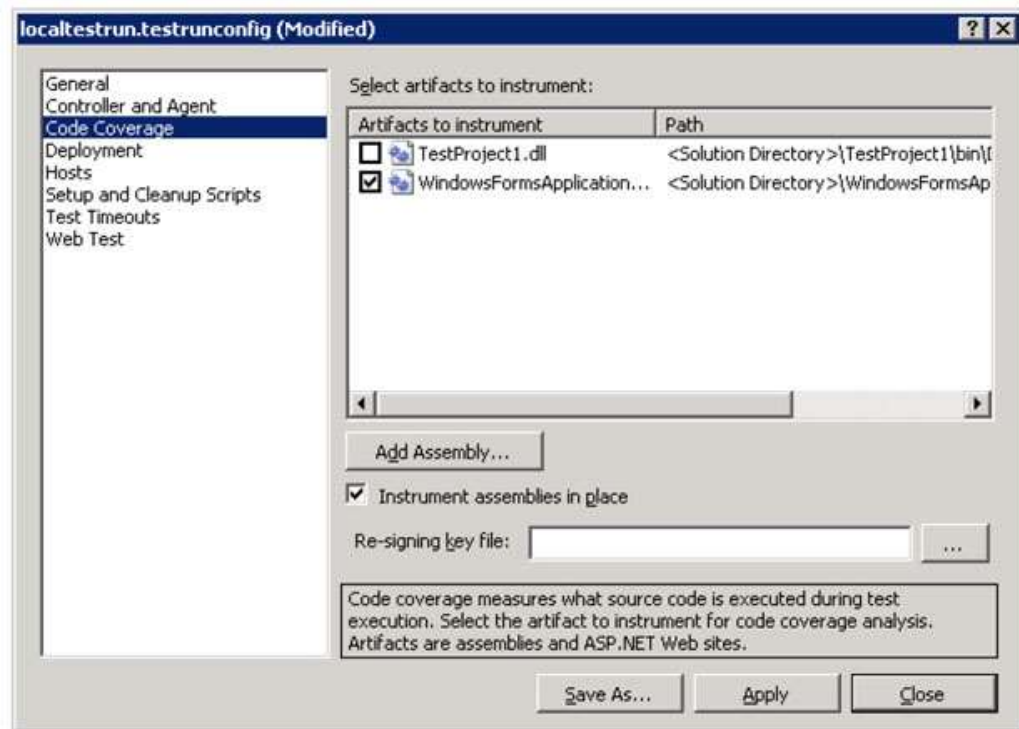 localtestrun.testrunconfig (Modified)
General
Controller and Agent
Code Coverage
Deployment
Hosts
Setup and Cleanup Scripts
Test Timeouts
Web Test
Select artifacts to instrument:
Artifacts to instrument Path
TestProject1.dll <Solution Directory>\TestProject1\bin\
WindowsFormsApplication... <Solution Directory>\WindowsFormsAp
Add Assembly...
Instrument assemblies in place
Re-signing key file: ...
Code coverage measures what source code is executed during test
execution. Select the artifact to instrument for code coverage analysis.
Artifacts are assemblies and ASP.NET Web sites.
Save As... Apply Close